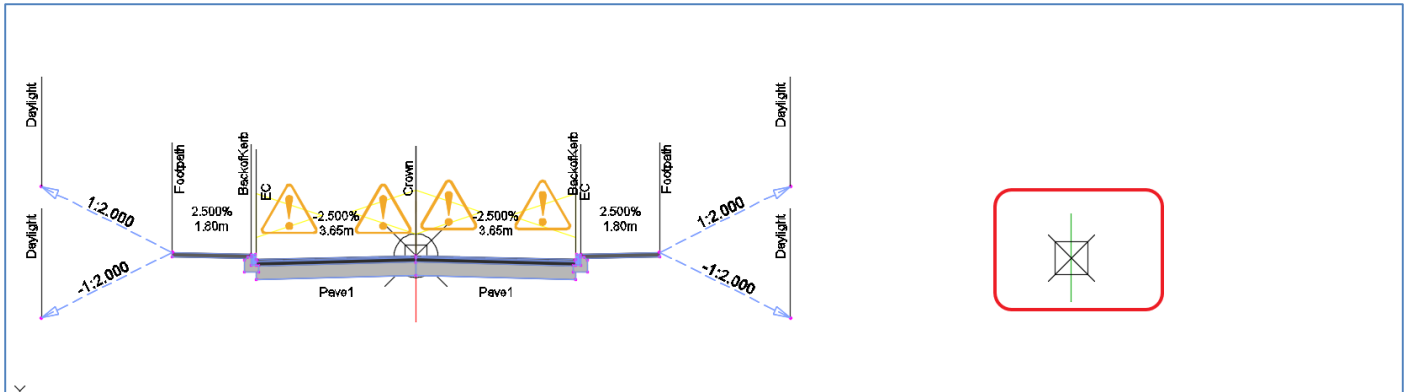 Daylight
Daylight
Footpath
BackofKerb
EC
Crown
BackofKerb
EC
Footpath
1:2.000
2.500%
1.80m
-2.500%
3.65m
-2.500%
3.65m
2.500%
1.80m
1:2.000
Daylight
Daylight
-1:2.000
-1:2.000
Pave1
Pave1